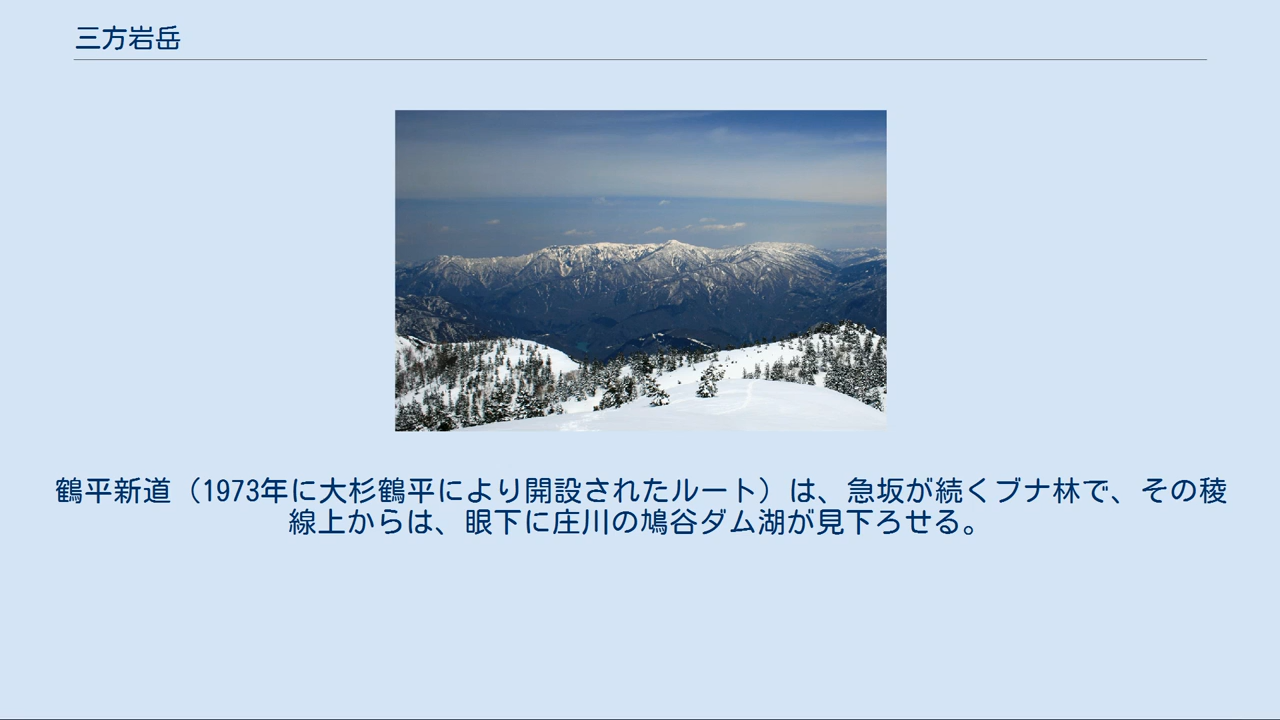 三方岩岳
鶴平新道（1973年に大杉鶴平により開設されたルート）は、急坂が続くブナ林で、その稜
線上からは、眼下に庄川の鳩谷ダム湖が見下ろせる。